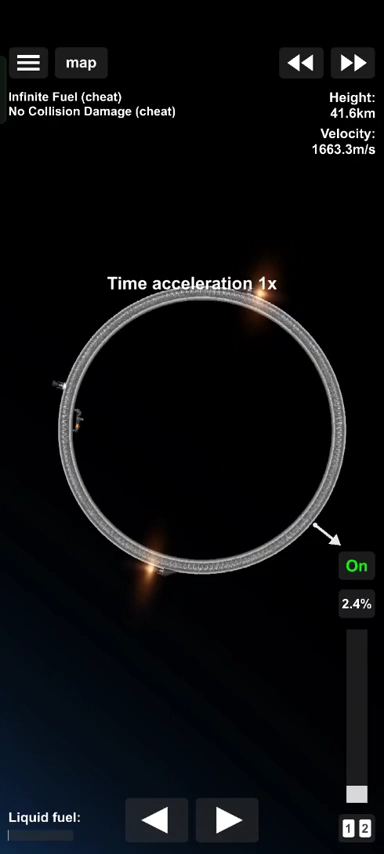 map
Infinite Fuel (cheat)
No Collision Damage (cheat)
Height:
41.6km
Velocity:
1663.3m/s
Time acceleration 1x
On
2.4%
Liquid fuel:
1 2